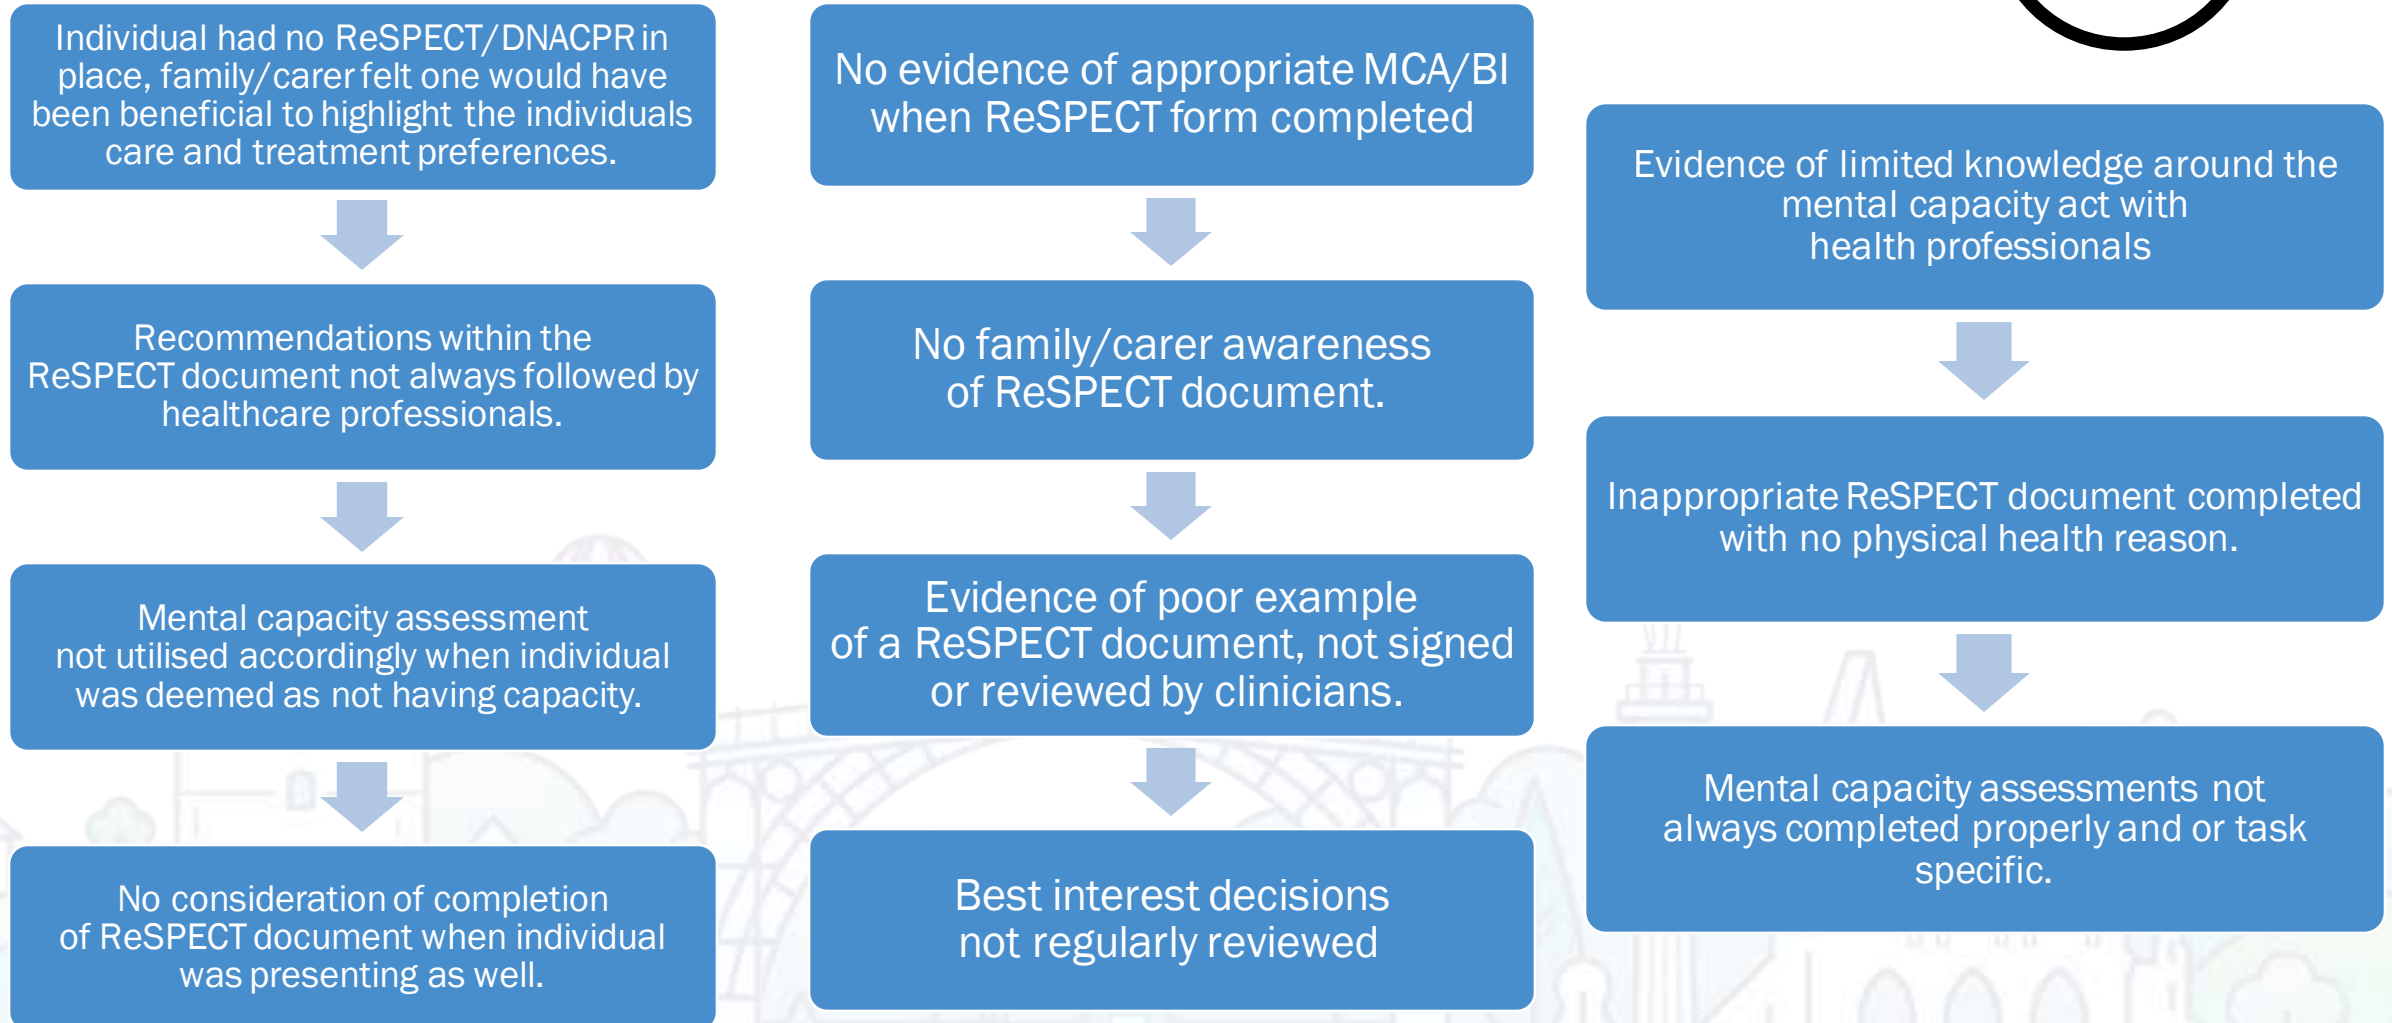 Individual had no ReSPECT/DNACPR in
place, family/carer felt one would have
been beneficial to highlight the individuals
care and treatment preferences.
Recommendations within the
ReSPECT document not always followed by
healthcare professionals.
Mental capacity assessment
not utilised accordingly when individual
was deemed as not having capacity.
No consideration of completion
of ReSPECT document when individual
was presenting as well.
No evidence of appropriate MCA/BI
when ReSPECT form completed
No family/carer awareness
of ReSPECT document.
Evidence of poor example
of a ReSPECT document, not signed
or reviewed by clinicians.
Best interest decisions
not regularly reviewed
Evidence of limited knowledge around the
mental capacity act with
health professionals
Inappropriate ReSPECT document completed
with no physical health reason.
Mental capacity assessments not
always completed properly and or task
specific.